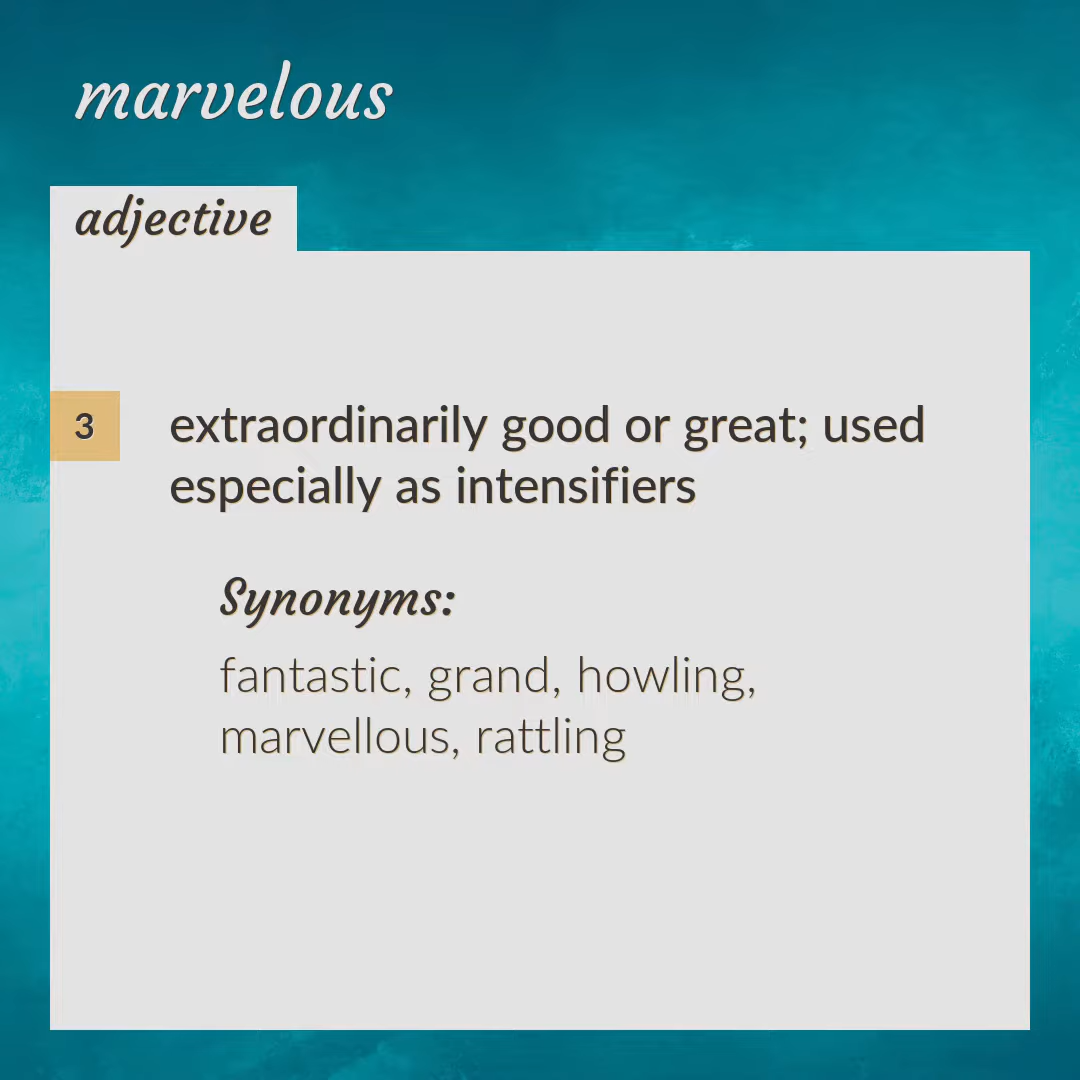 marvelous
adjective
3
extraordinarily good or great; used
especially as intensifiers
Synonyms:
fantastic, grand, howling,
marvellous, rattling